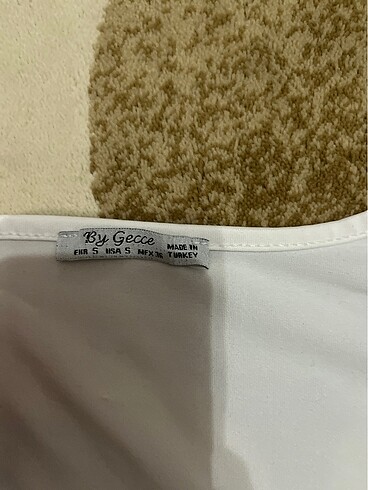 By Gecce
EUR S USA S MEX 36 MADE IN
TURKEY